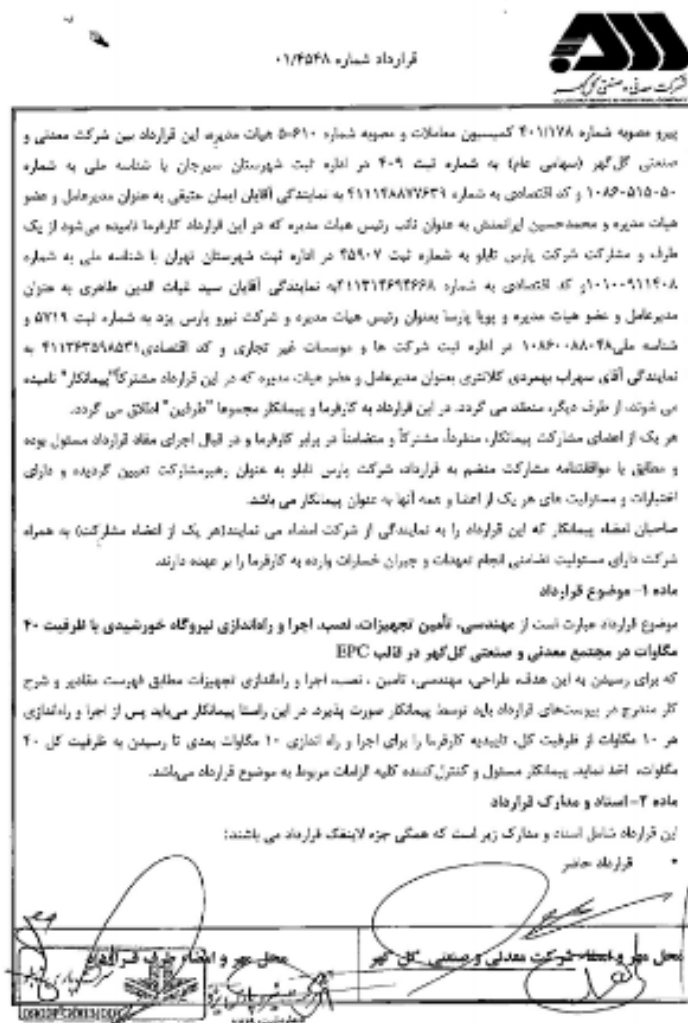 قرارداد شماره ۰۱/۴۵۴۸
شرکت معدنی و صنعتی گل گهر
پیرو مصوبه شماره ۴۰۱/۱۷۸ کمیسیون معاملات و مصوبه شماره ۶۱۰-۵ هیات مدیره، این قرارداد بین شرکت معدنی و
صنعتی گل‌گهر (سهامی عام) به شماره ثبت ۴۰۹ در اداره ثبت شهرستان سیرجان با شناسه ملی به شماره
۱۰۸۶۰۵۱۵۰۵۰ و کد اقتصادی به شماره ۴۱۱۱۴۸۸۷۷۶۳۹ به نمایندگی آقایان ایمان عتیقی به عنوان مدیرعامل و عضو
هیات مدیره و محمدحسین ایرانمنش به عنوان نائب رئیس هیات مدیره که در این قرارداد کارفرما نامیده می‌شود از یک
طرف و مشارکت شرکت پارس تابلو به شماره ثبت ۴۵۹۰۷ در اداره ثبت شهرستان تهران با شناسه ملی به شماره
۱۰۱۰۰۹۱۱۴۰۸ و کد اقتصادی به شماره ۴۱۱۳۱۴۶۹۴۶۶۸ به نمایندگی آقایان سید غیاث الدین طاهری به عنوان
مدیرعامل و عضو هیات مدیره و پویا پارسا بعنوان رئیس هیات مدیره و شرکت نیرو پارس یزد به شماره ثبت ۵۷۱۹ و
شناسه ملی ۱۰۸۶۰۰۸۸۰۴۸ در اداره ثبت شرکت ها و موسسات غیر تجاری و کد اقتصادی ۴۱۱۳۶۳۵۹۸۵۳۱ به
نمایندگی آقای سهراب بهمردی کلانتری بعنوان مدیرعامل و عضو هیات مدیره که در این قرارداد مشترکاً "پیمانکار" نامیده
می شوند، از طرف دیگر، منعقد می گردد. در این قرارداد به کارفرما و پیمانکار مجموعا "طرفین" اطلاق می گردد.
هر یک از اعضای مشارکت پیمانکار، منفرداً، مشترکاً و متضامناً در برابر کارفرما و در قبال اجرای مفاد قرارداد مسئول بوده
و مطابق با موافقتنامه مشارکت منضم به قرارداد، شرکت پارس تابلو به عنوان رهبرمشارکت تعیین گردیده و دارای
اختیارات و مسئولیت های هر یک از اعضا و همه آنها به عنوان پیمانکار می باشد.
صاحبان امضاء پیمانکار که این قرارداد را به نمایندگی از شرکت امضاء می نمایند(هر یک از اعضاء مشارکت) به همراه
شرکت دارای مسئولیت تضامنی انجام تعهدات و جبران خسارات وارده به کارفرما را بر عهده دارند.
ماده ۱- موضوع قرارداد
موضوع قرارداد عبارت است از مهندسی، تأمین تجهیزات، نصب، اجرا و راه‌اندازی نیروگاه خورشیدی با ظرفیت ۴۰
مگاوات در مجتمع معدنی و صنعتی گل‌گهر در قالب EPC
که برای رسیدن به این هدف، طراحی، مهندسی، تامین ، نصب، اجرا و راه‌اندازی تجهیزات مطابق فهرست مقادیر و شرح
کار مندرج در پیوست‌های قرارداد باید توسط پیمانکار صورت پذیرد. در این راستا پیمانکار می‌باید پس از اجرا و راه‌اندازی
هر ۱۰ مگاوات از ظرفیت کل، تاییدیه کارفرما را برای اجرا و راه اندازی ۱۰ مگاوات بعدی تا رسیدن به ظرفیت کل ۴۰
مگاوات، اخذ نماید. پیمانکار مسئول و کنترل‌کننده کلیه الزامات مربوط به موضوع قرارداد می‌باشد.
ماده ۲- اسناد و مدارک قرارداد
این قرارداد شامل اسناد و مدارک زیر است که همگی جزء لاینفک قرارداد می باشند:
• قرارداد حاضر
محل مهر و امضاء شرکت معدنی و صنعتی گل گهر
محل مهر و امضاء طرف قرارداد